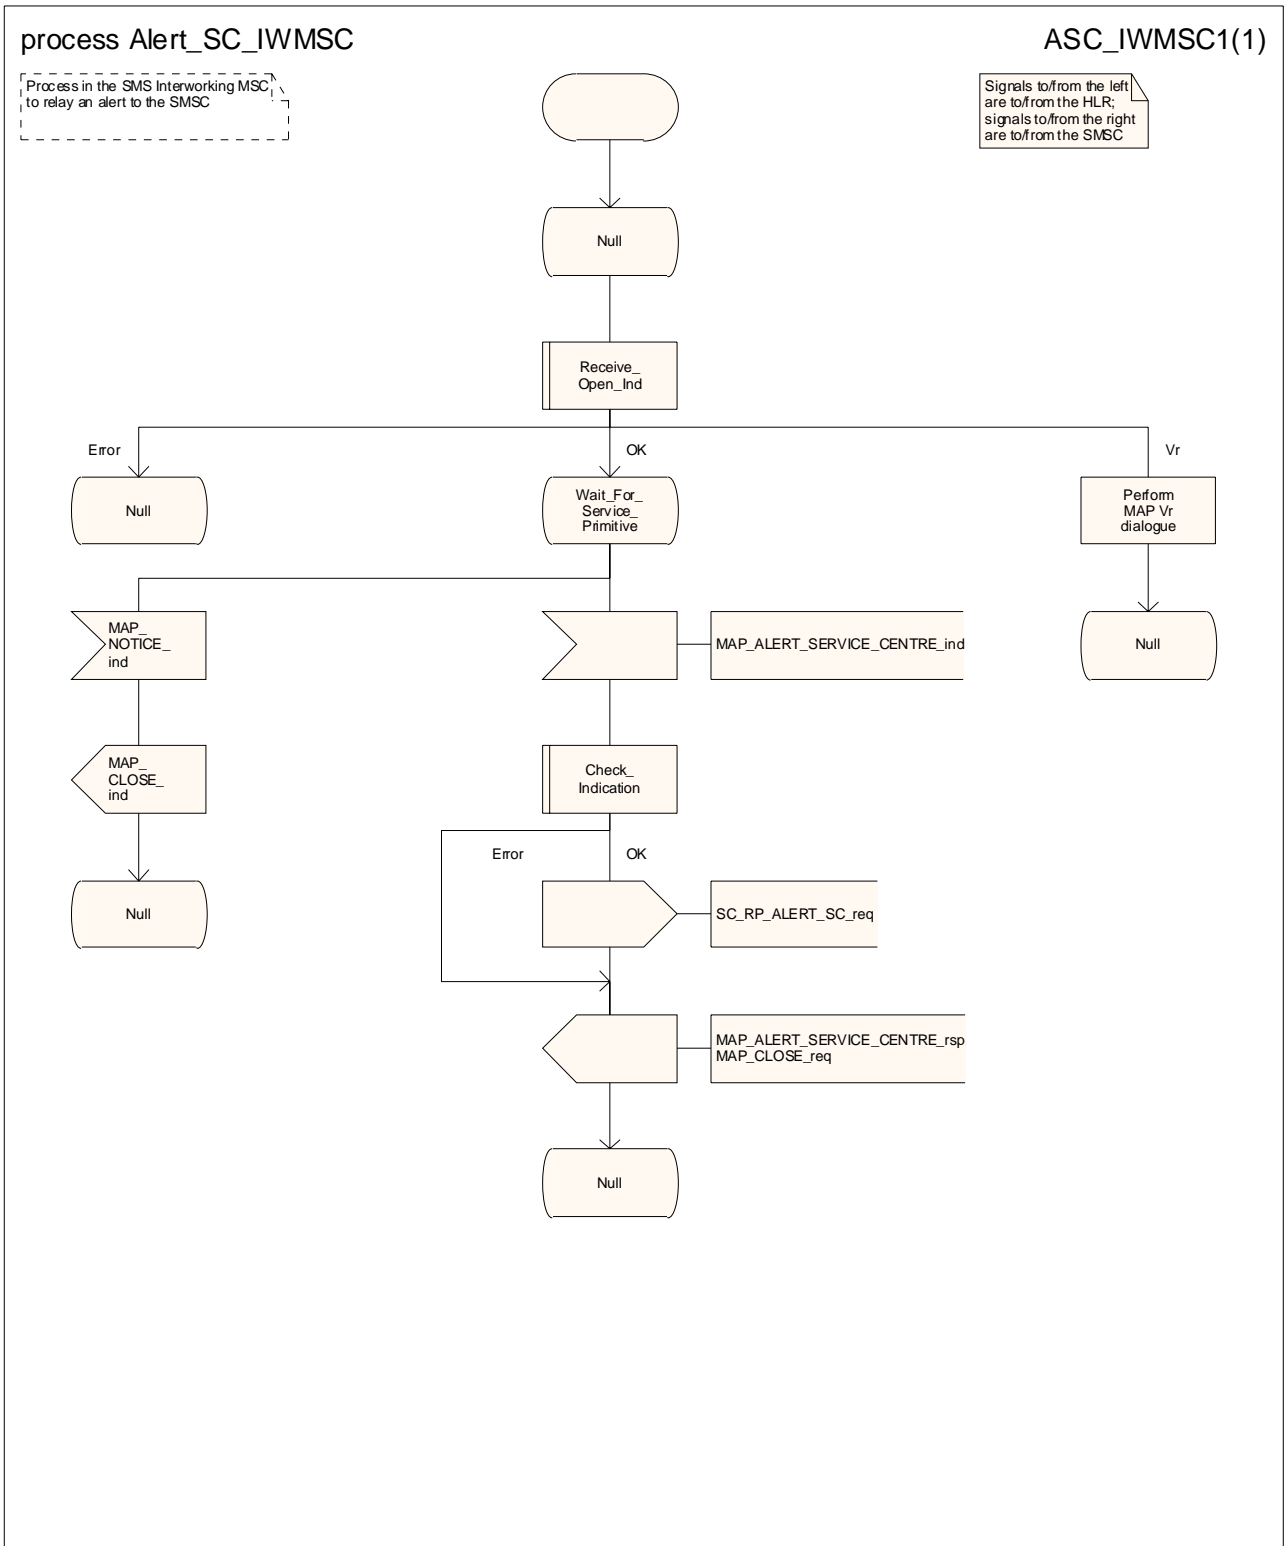 process Alert_SC_IWMSC
ASC_IWMSC1(1)
Process in the SMS Interworking MSC
to relay an alert to the SMSC
Signals to/from the left
are to/from the HLR;
signals to/from the right
are to/from the SMSC
Null
Receive_
Open_Ind
Error
OK
Vr
Null
Wait_For_
Service_
Primitive
Perform
MAP Vr
dialogue
MAP_
NOTICE_
ind
MAP_ALERT_SERVICE_CENTRE_ind
Null
MAP_
CLOSE_
ind
Check_
Indication
Error
OK
Null
SC_RP_ALERT_SC_req
MAP_ALERT_SERVICE_CENTRE_rsp
MAP_CLOSE_req
Null